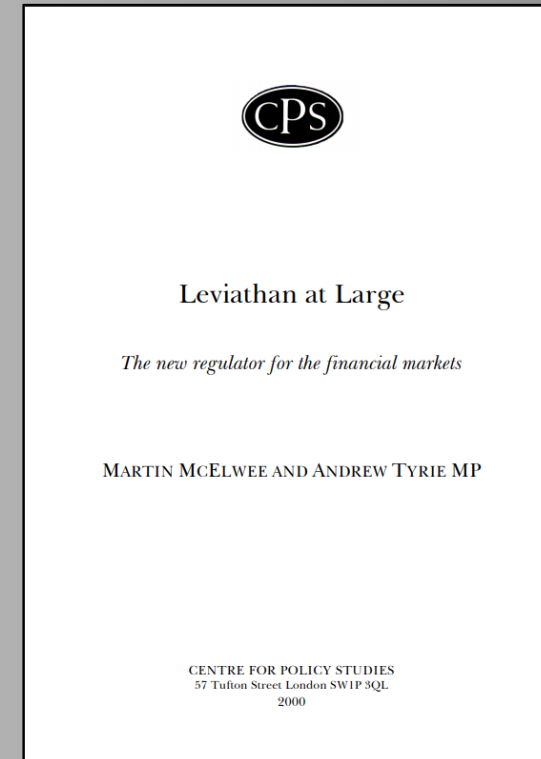 CPS
Leviathan at Large
The new regulator for the financial markets
MARTIN MCELWEE AND ANDREW TYRIE MP
CENTRE FOR POLICY STUDIES
57 Tufton Street London SW1P 3QL
2000